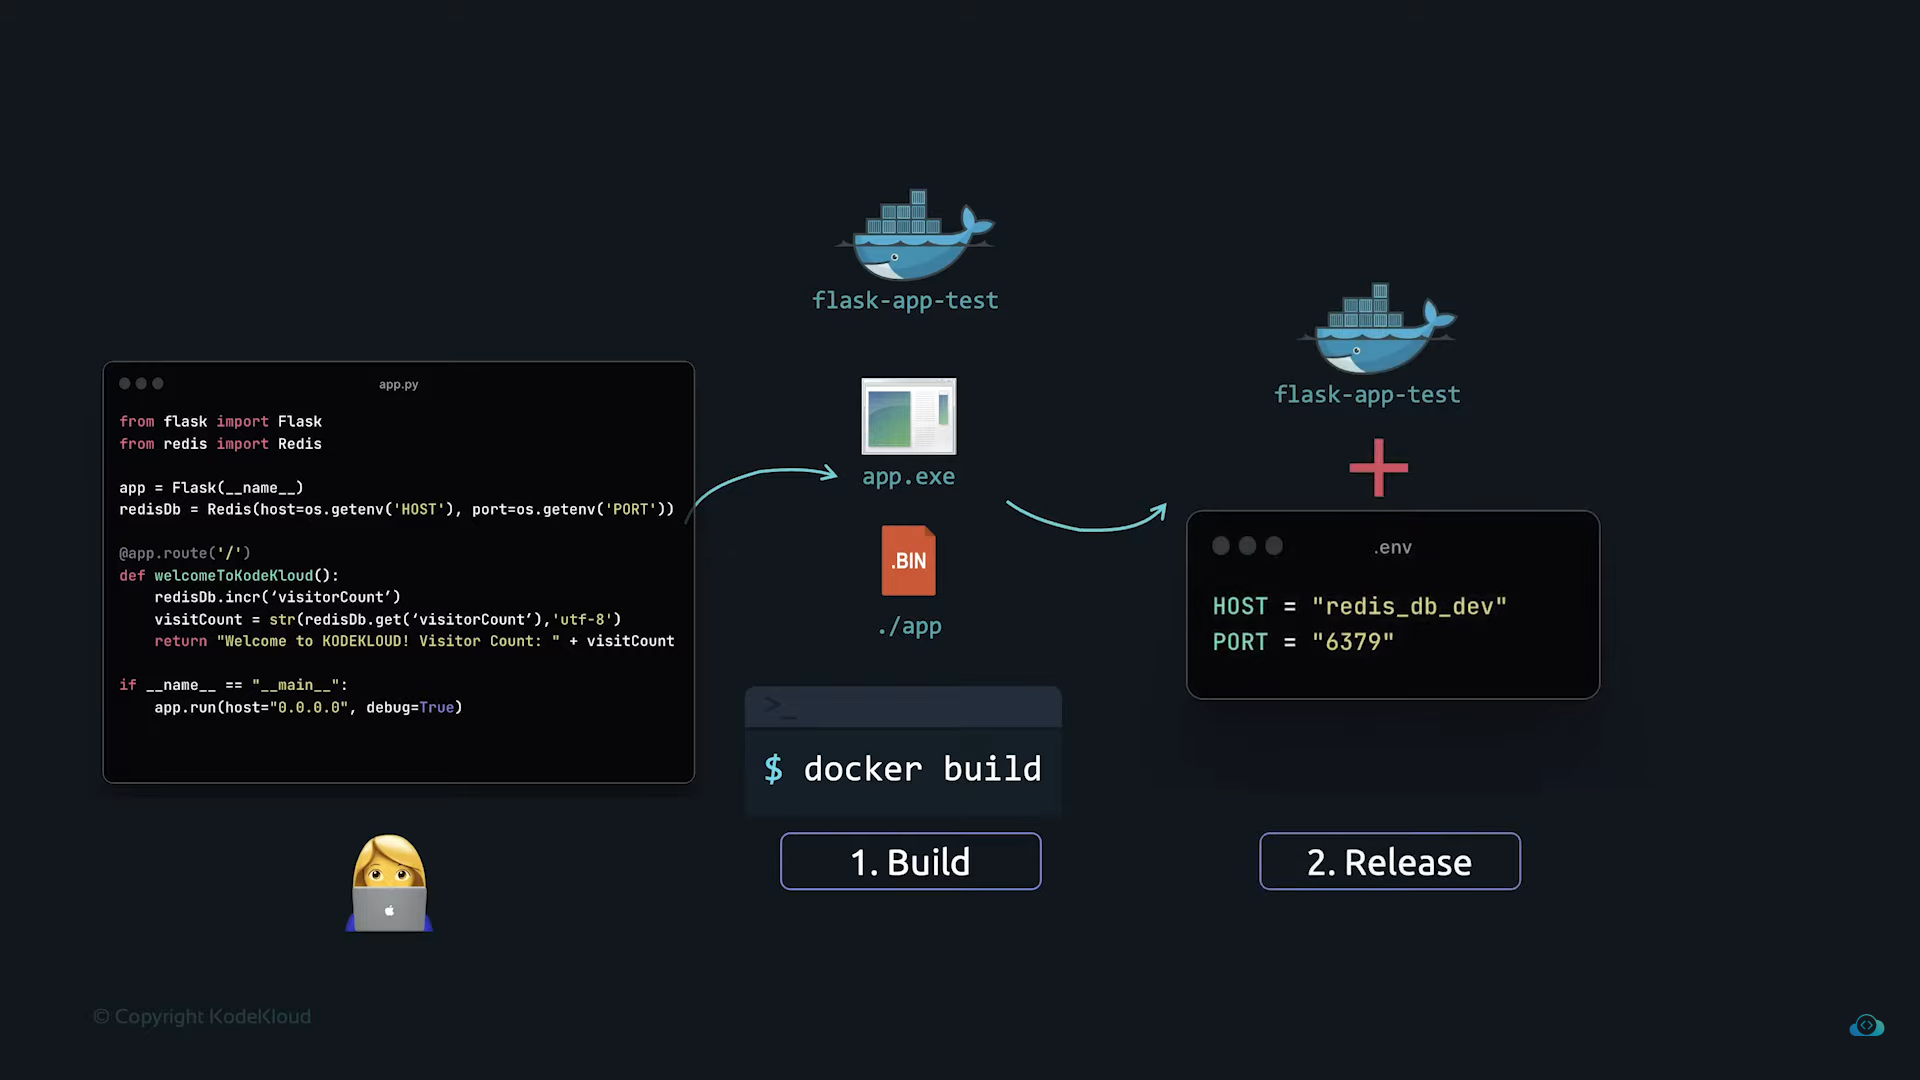 app.py
from flask import Flask
from redis import Redis
app = Flask(__name__)
redisDb = Redis(host=os.getenv('HOST'), port=os.getenv('PORT'))
@app.route('/')
def welcomeToKodeKloud():
    redisDb.incr(‘visitorCount’)
    visitCount = str(redisDb.get(‘visitorCount’),'utf-8')
    return "Welcome to KODEKLOUD! Visitor Count: " + visitCount
if __name__ == "__main__":
    app.run(host="0.0.0.0", debug=True)
flask-app-test
app.exe
.BIN
./app
>_
$ docker build
1. Build
flask-app-test
.env
HOST = "redis_db_dev"
PORT = "6379"
2. Release
© Copyright KodeKloud